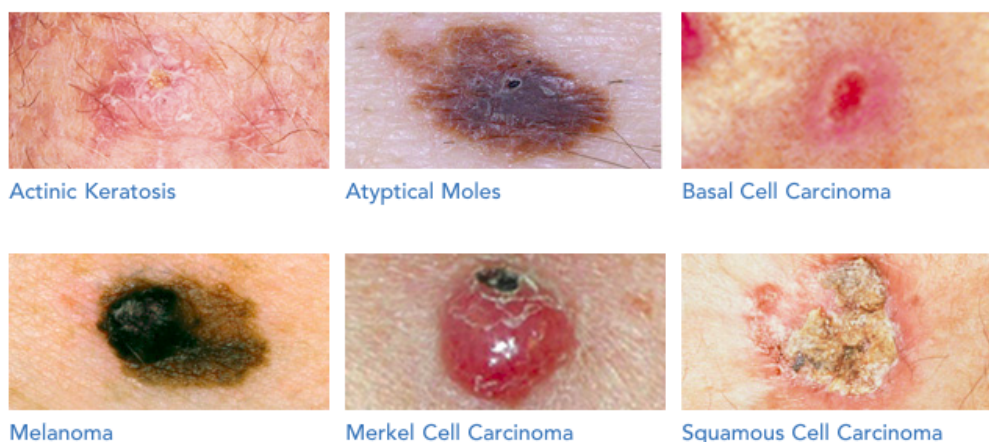 Actinic Keratosis
Atyptical Moles
Basal Cell Carcinoma
Melanoma
Merkel Cell Carcinoma
Squamous Cell Carcinoma